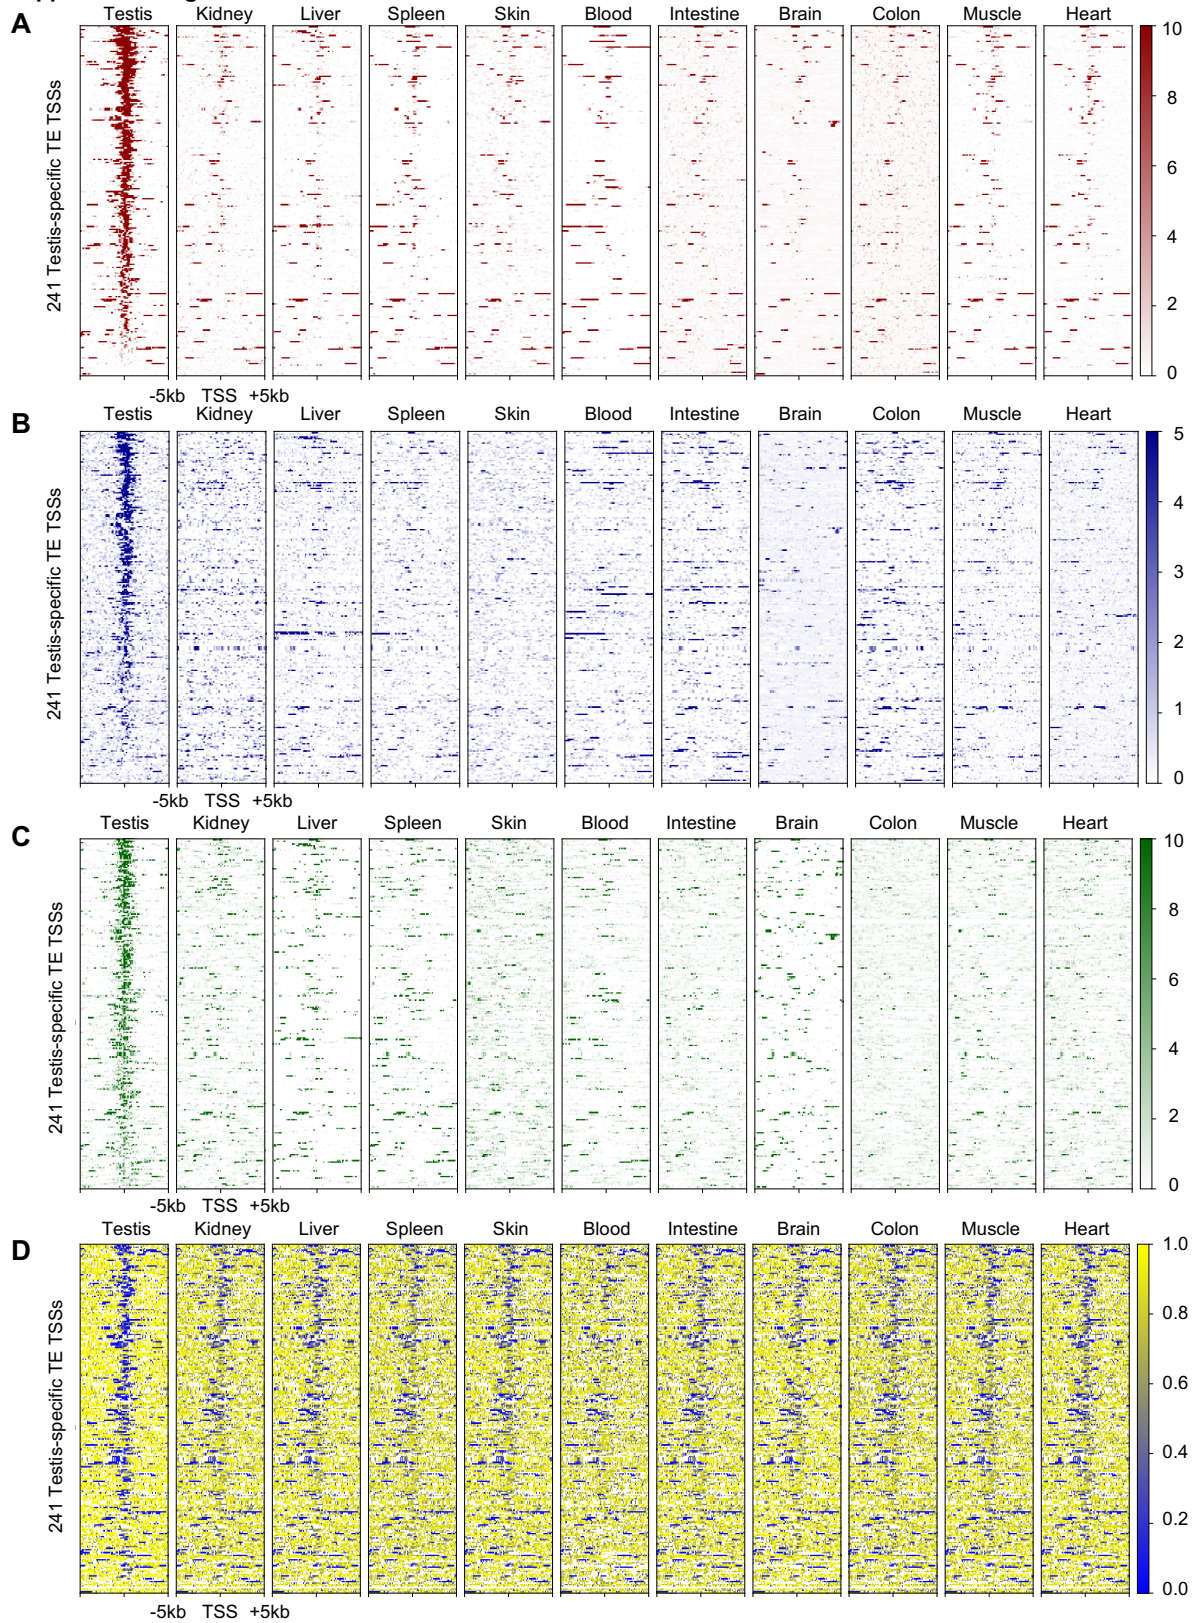 A
Testis Kidney Liver Spleen Skin Blood Intestine Brain Colon Muscle Heart
241 Testis-specific TE TSSs
10
8
6
4
2
0
-5kb TSS +5kb
B
Testis Kidney Liver Spleen Skin Blood Intestine Brain Colon Muscle Heart
241 Testis-specific TE TSSs
5
4
3
2
1
0
-5kb TSS +5kb
C
Testis Kidney Liver Spleen Skin Blood Intestine Brain Colon Muscle Heart
241 Testis-specific TE TSSs
10
8
6
4
2
0
-5kb TSS +5kb
D
Testis Kidney Liver Spleen Skin Blood Intestine Brain Colon Muscle Heart
241 Testis-specific TE TSSs
1.0
0.8
0.6
0.4
0.2
0.0
-5kb TSS +5kb